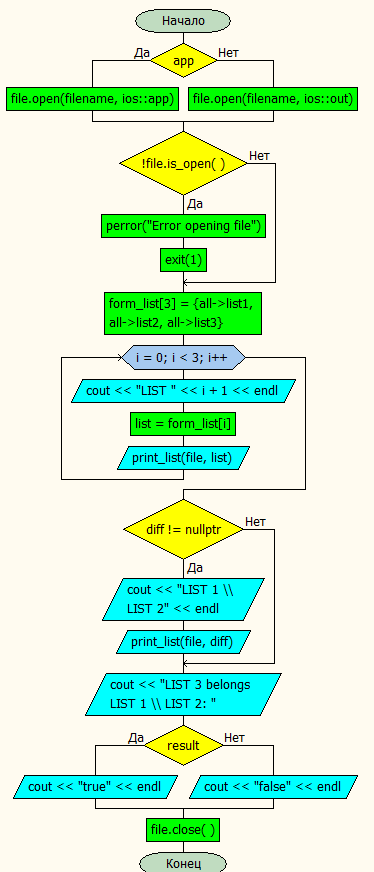 Начало
Да
Нет
app
file.open(filename, ios::app)
file.open(filename, ios::out)
!file.is_open( )
Нет
Да
perror("Error opening file")
exit(1)
form_list[3] = {all->list1,
all->list2, all->list3}
i = 0; i < 3; i++
cout << "LIST " << i + 1 << endl
list = form_list[i]
print_list(file, list)
diff != nullptr
Нет
Да
cout << "LIST 1 \\
LIST 2" << endl
print_list(file, diff)
cout << "LIST 3 belongs
LIST 1 \\ LIST 2: "
Да
Нет
result
cout << "true" << endl
cout << "false" << endl
file.close( )
Конец